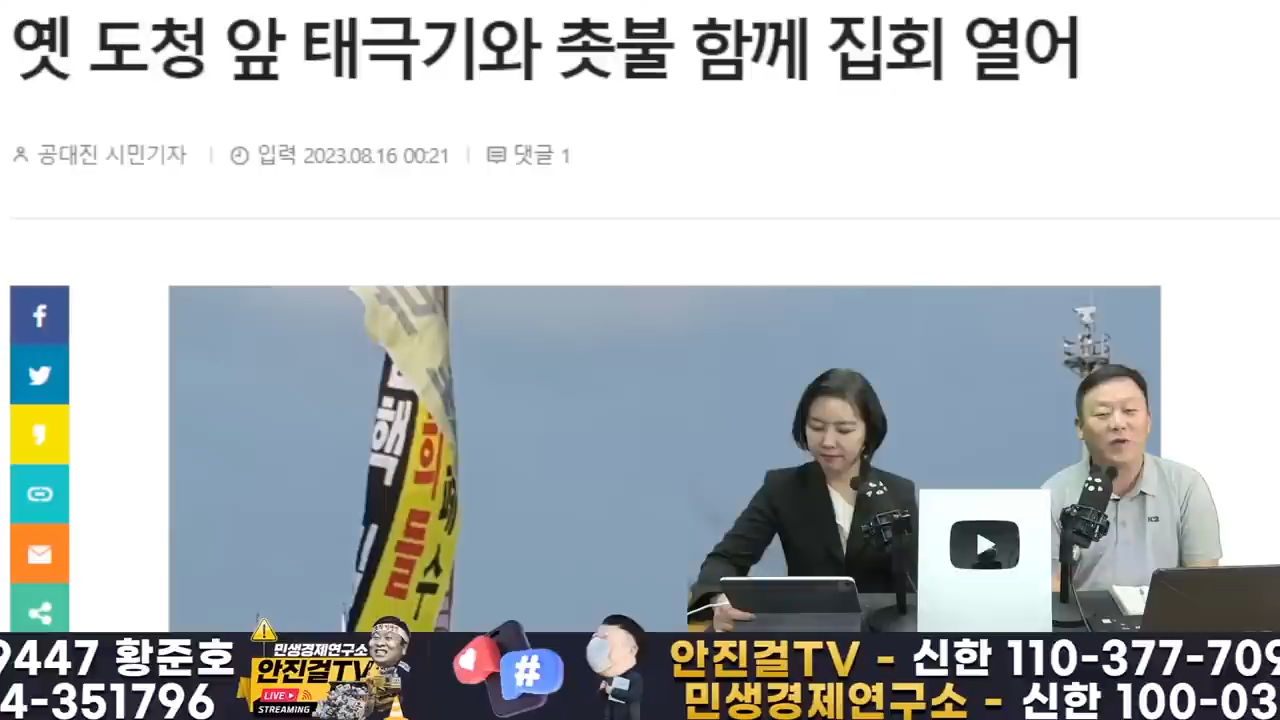 옛 도청 앞 태극기와 촛불 함께 집회 열어
공대진 시민기자
입력 2023.08.16 00:21
댓글 1
핵
수
9447 황준호
4-351796
민생경제연구소
안진걸TV
LIVE
STREAMING
#
안진걸TV - 신한 110-377-709
민생경제연구소 - 신한 100-03